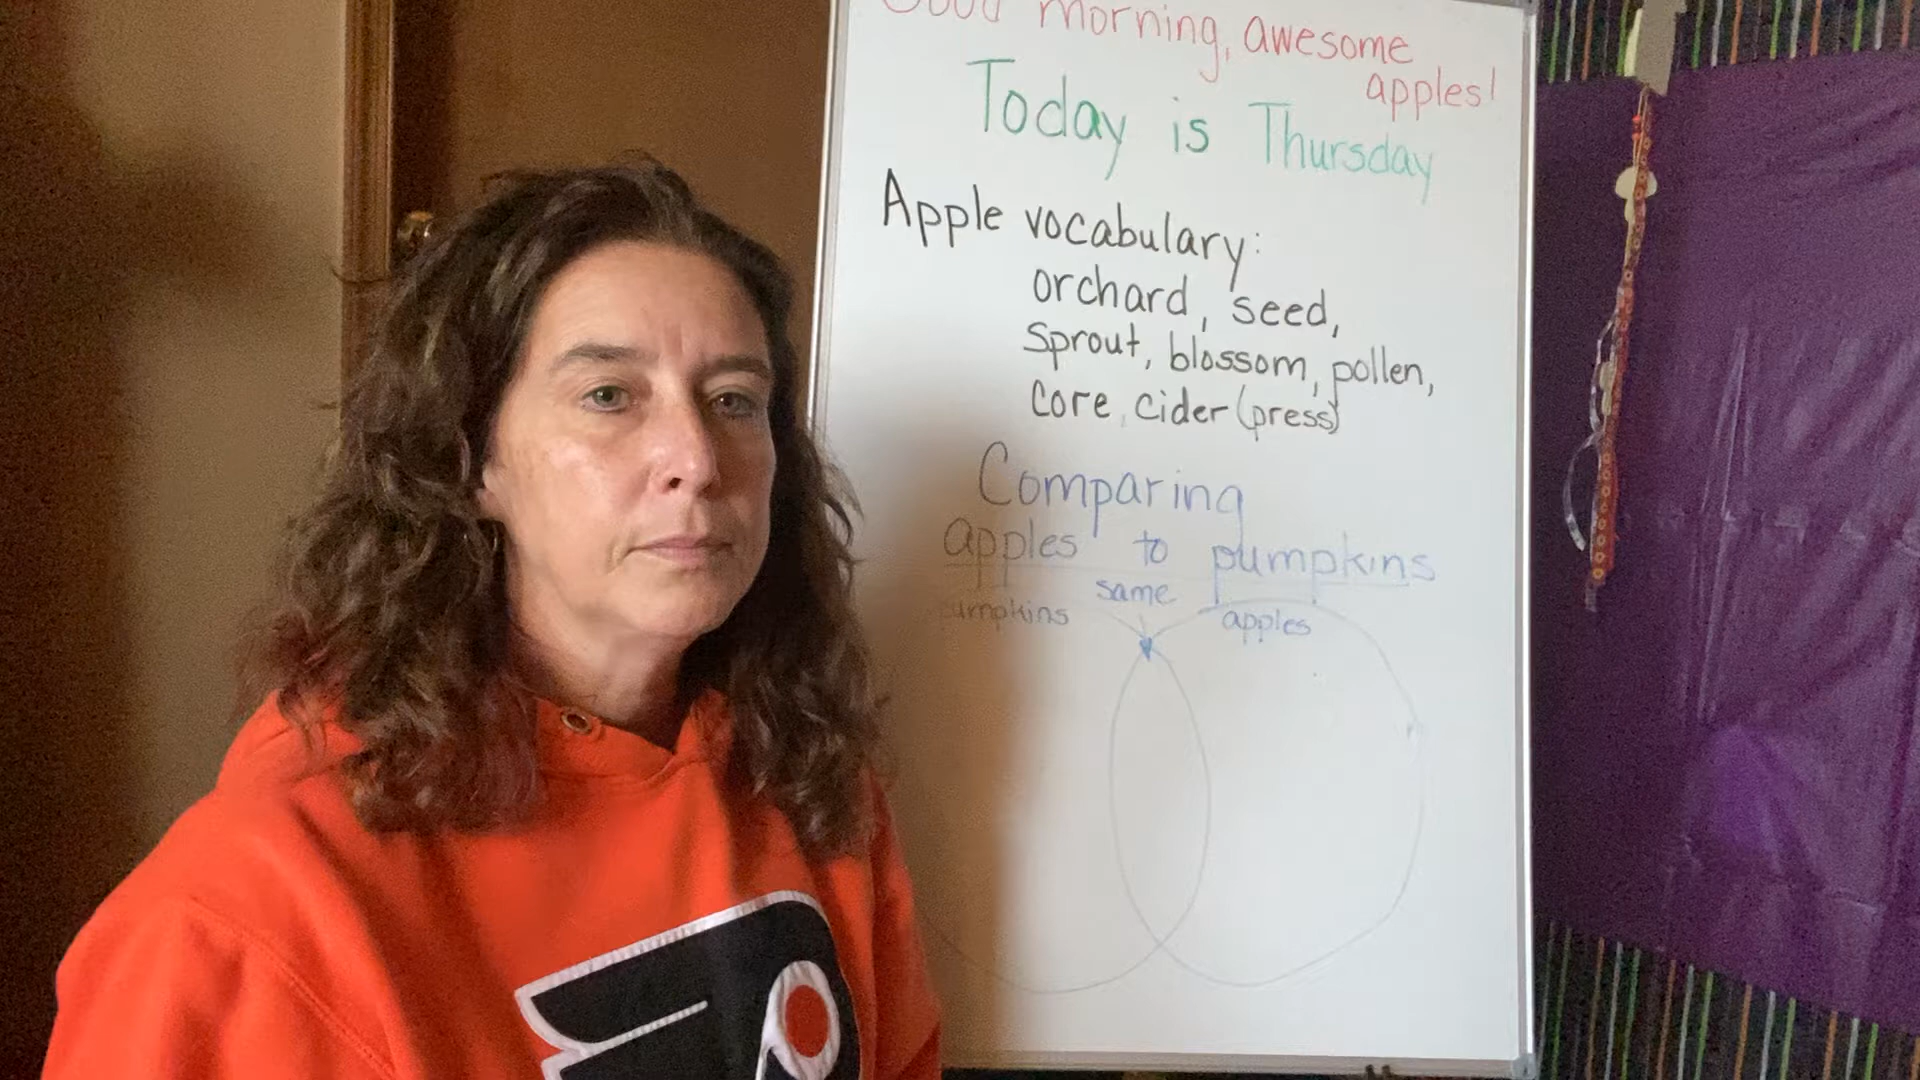 Good morning, awesome
apples!
Today is Thursday
Apple vocabulary:
orchard, seed,
sprout, blossom, pollen,
core, cider (press)
Comparing
apples to pumpkins
same
umpkins apples